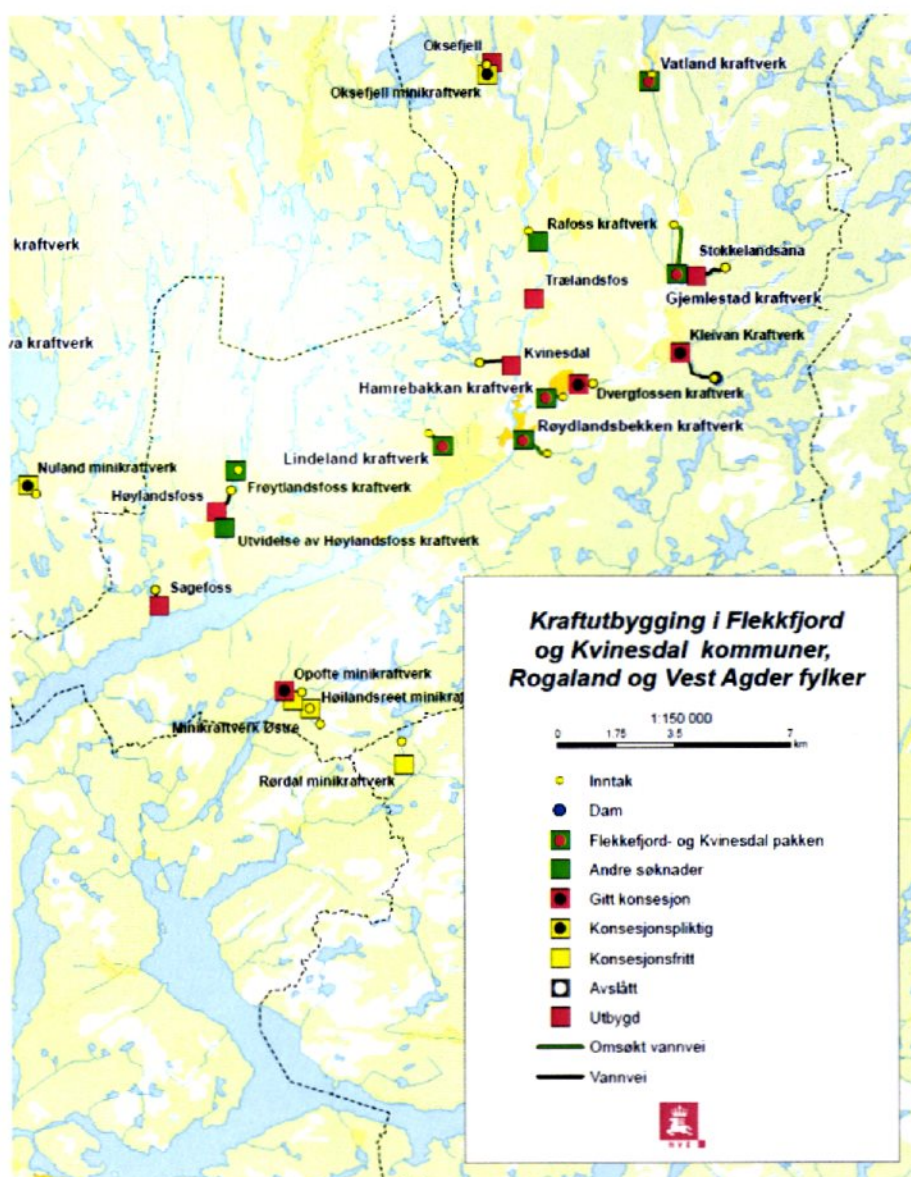 Oksefjell
Vatland kraftverk
Oksefjell minikraftverk
Rafoss kraftverk
kraftverk
Stokkelandsåna
Trælandsfos
Gjemlestad kraftverk
va kraftverk
Kleivan Kraftverk
Kvinesdal
Hamrebakkan kraftverk
Dvergfossen kraftverk
Røydlandsbekken kraftverk
Lindeland kraftverk
Nuland minikraftverk
Frøytlandsfoss kraftverk
Høylandsfoss
Utvidelse av Høylandsfoss kraftverk
Sagefoss
Opofte minikraftverk
Høilandsreet minikraf
Minikraftverk Østre
Rørdal minikraftverk
Kraftutbygging i Flekkfjord
og Kvinesdal kommuner,
Rogaland og Vest Agder fylker
1:150 000
0 1.75 3.5 7
km
Inntak
Dam
Flekkefjord- og Kvinesdal pakken
Andre søknader
Gitt konsesjon
Konsesjonspliktig
Konsesjonsfritt
Avslått
Utbygd
Omsøkt vannvei
Vannvei
NVE